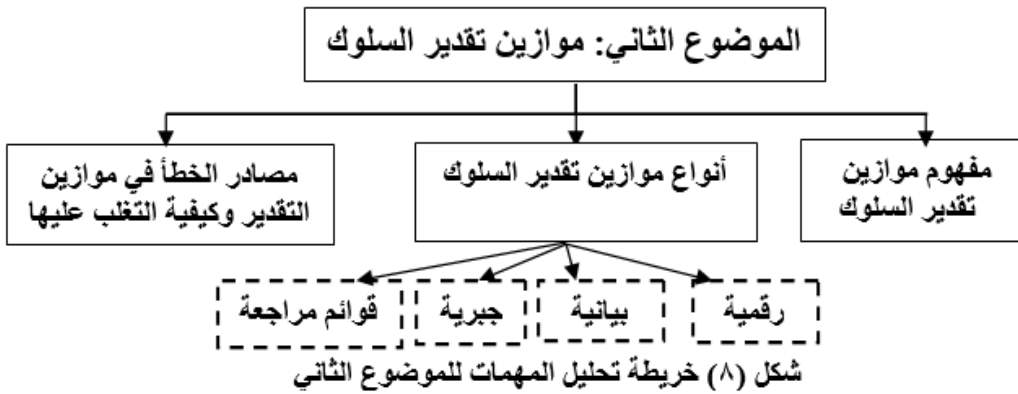 الموضوع الثاني: موازين تقدير السلوك
مفهوم موازين
تقدير السلوك
أنواع موازين تقدير السلوك
مصادر الخطأ في موازين
التقدير وكيفية التغلب عليها
رقمية
بيانية
جبرية
قوائم مراجعة
شكل (٨) خريطة تحليل المهمات للموضوع الثاني